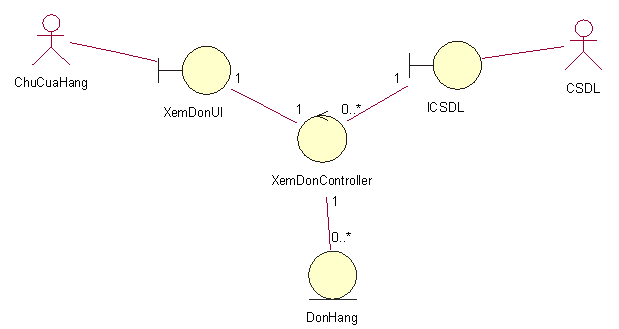 ChuCuaHang
XemDonUI
1
1
XemDonController
0..*
1
ICSDL
CSDL
1
0..*
DonHang